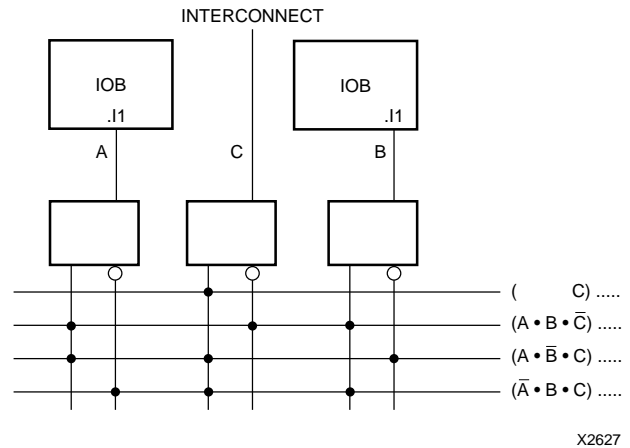 INTERCONNECT
IOB
IOB
.I1
.I1
A
C
B
( C) .....
(A • B • C̅) .....
(A • B̅ • C) .....
(A̅ • B • C) .....
X2627